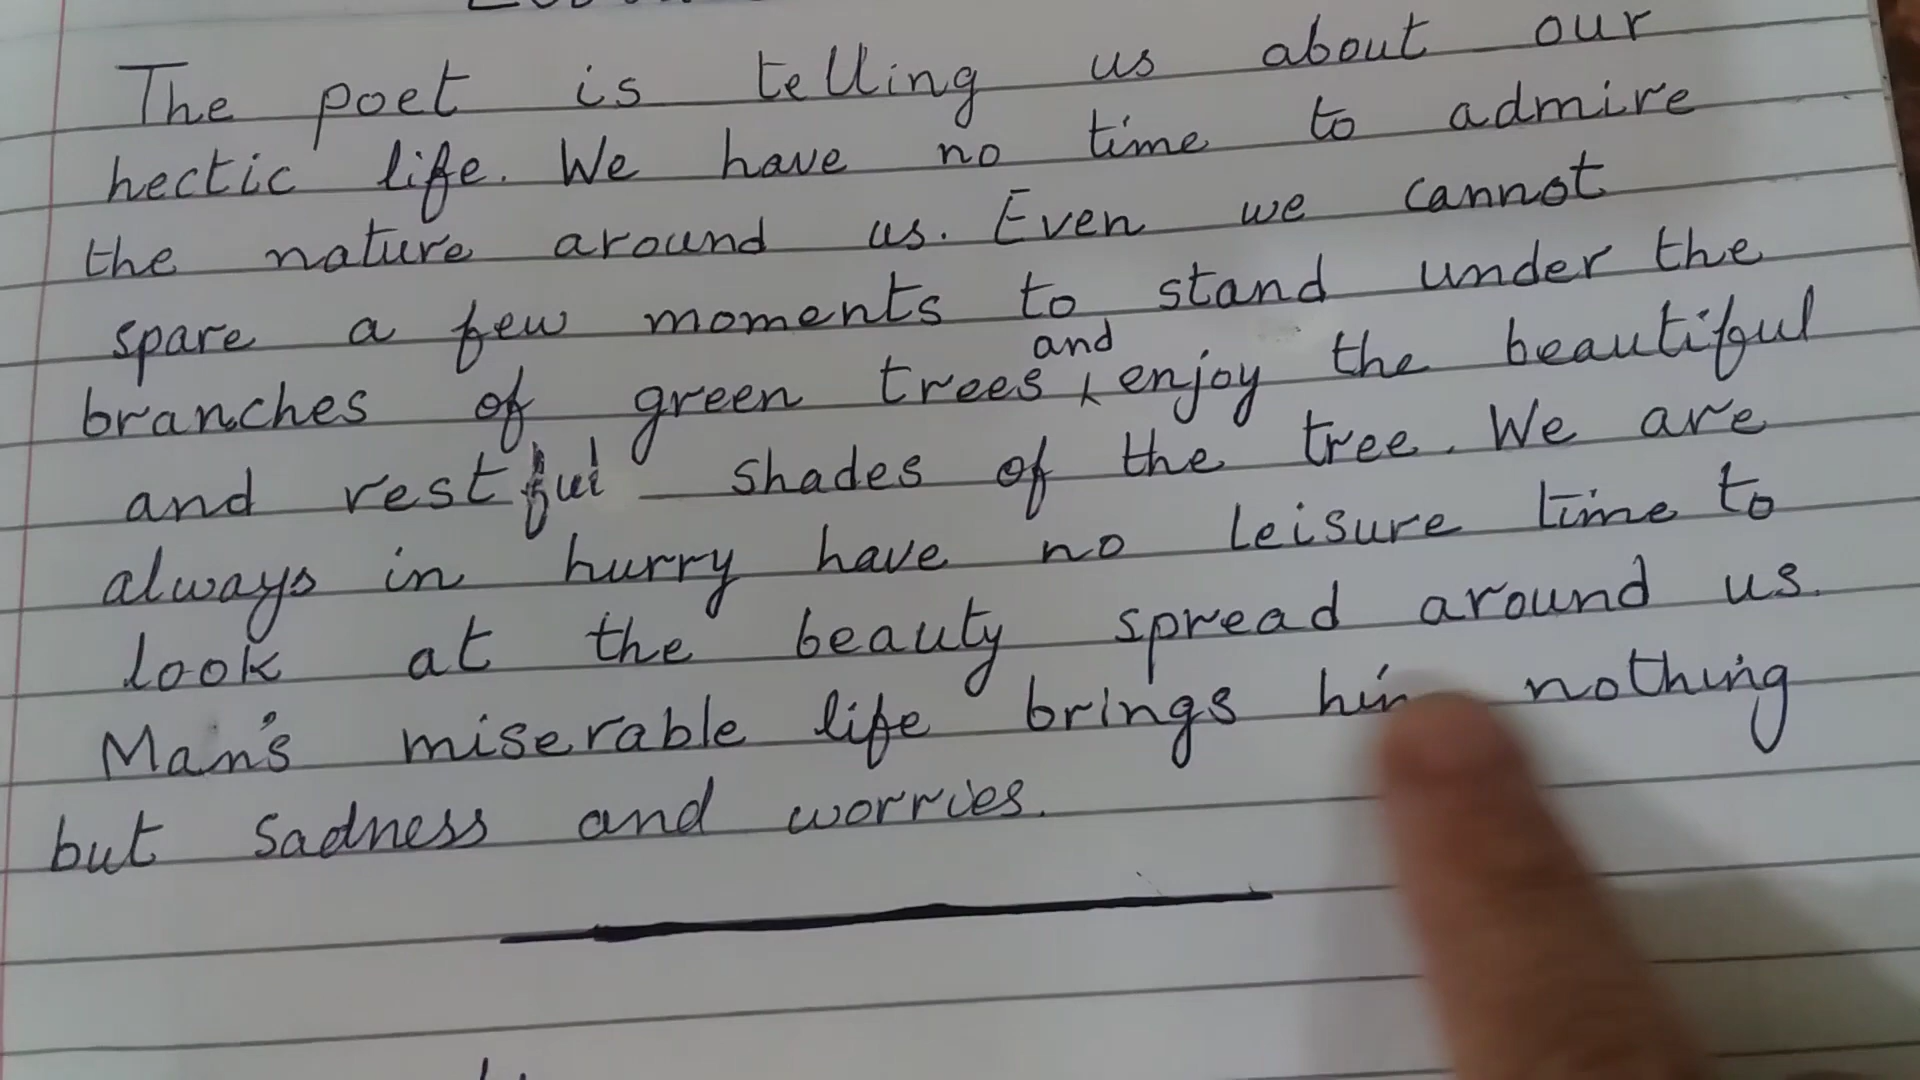 The poet is telling us about our
hectic life. We have no time to admire
the nature around us. Even we cannot
spare a few moments to stand under the
branches of green trees and enjoy the beautiful
and restful shades of the tree. We are
always in hurry have no leisure time to
look at the beauty spread around us.
Man's miserable life brings nothing
but sadness and worries.